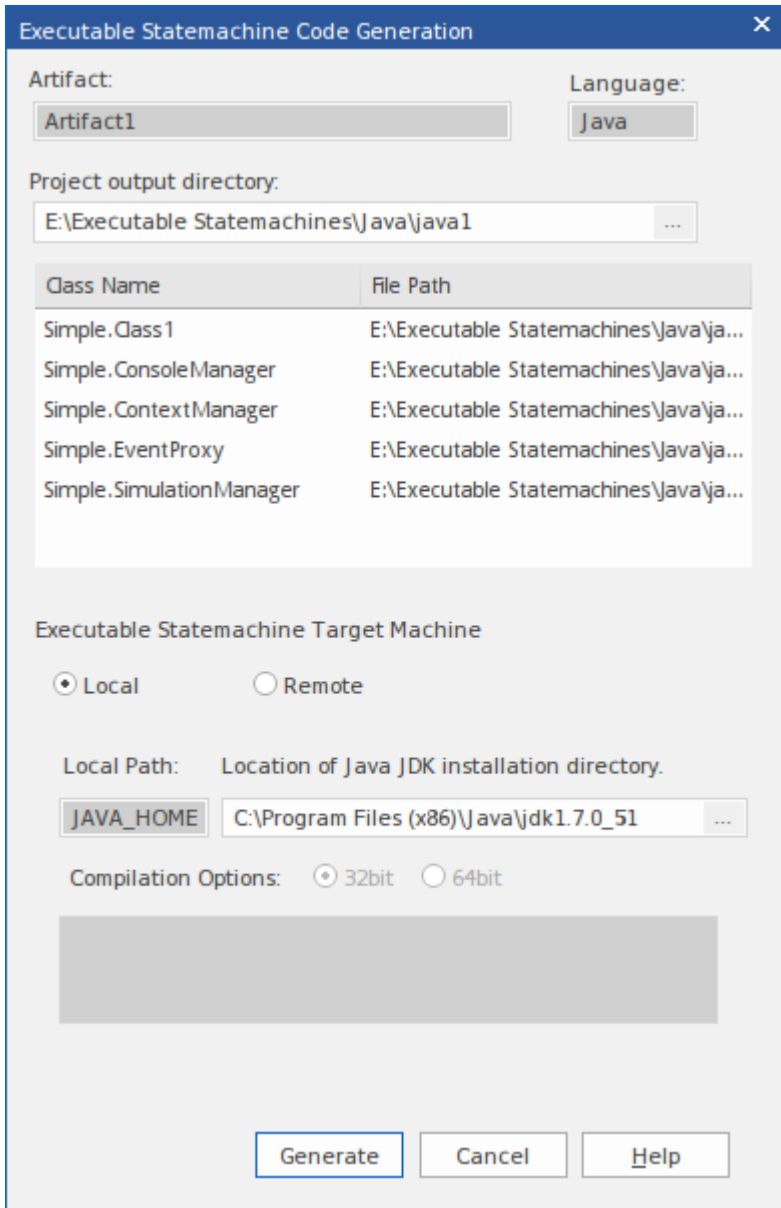 Executable Statemachine Code Generation
Artifact:
Language:
Artifact1
Java
Project output directory:
E:\Executable Statemachines\Java\java1 ...
Class Name File Path
Simple.Class1 E:\Executable Statemachines\Java\ja...
Simple.ConsoleManager E:\Executable Statemachines\Java\ja...
Simple.ContextManager E:\Executable Statemachines\Java\ja...
Simple.EventProxy E:\Executable Statemachines\Java\ja...
Simple.SimulationManager E:\Executable Statemachines\Java\ja...
Executable Statemachine Target Machine
Local Remote
Local Path: Location of Java JDK installation directory.
JAVA_HOME C:\Program Files (x86)\Java\jdk1.7.0_51 ...
Compilation Options: 32bit 64bit
Generate Cancel Help